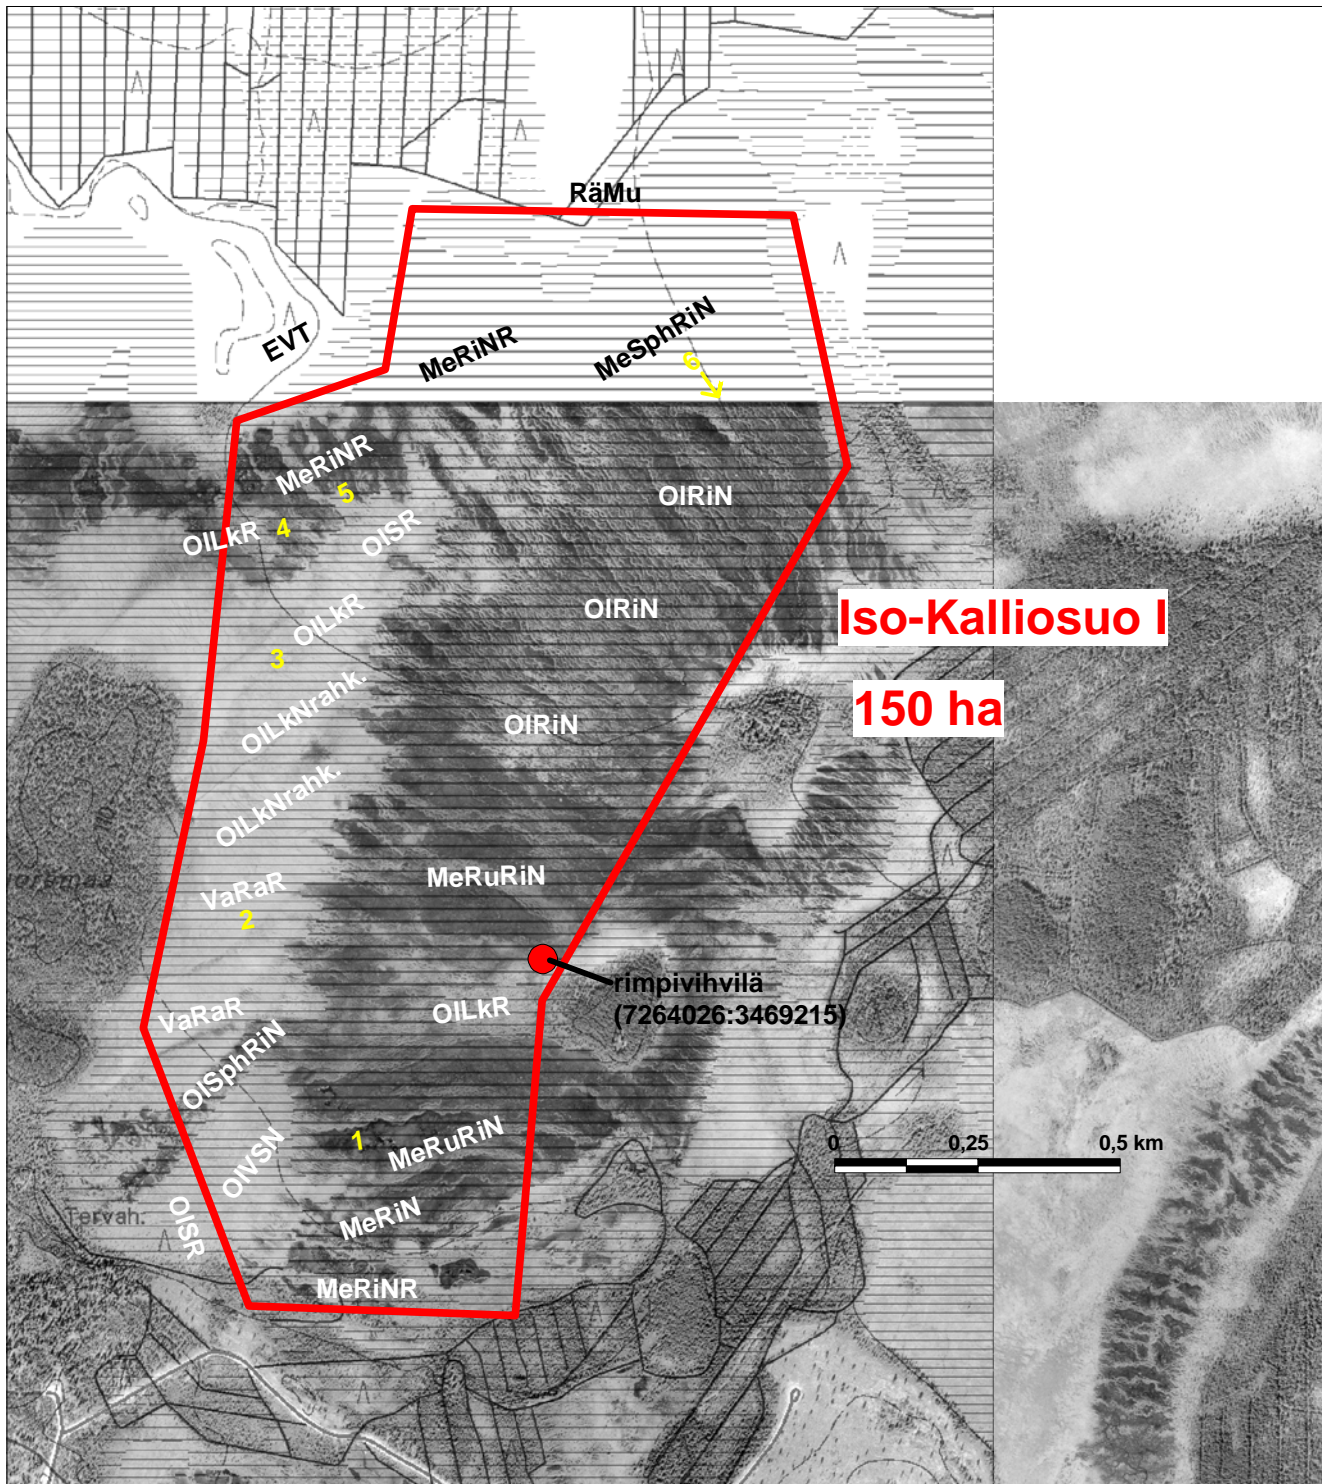 RäMu
EVT
MeRiNR
MeSphRiN
6
MeRiNR
5
OlRiN
OlLkR
4
OlSR
OlLkR
OlRiN
Iso-Kalliosuo I
3
150 ha
OlLkNrahk.
OlRiN
OlLkNrahk.
VaRaR
MeRuRiN
2
rimpivihvilä
(7264026:3469215)
VaRaR
OlLkR
OlSphRiN
1
MeRuRiN
0 0,25 0,5 km
OlVSN
OlSR
Tervah.
MeRiN
MeRiNR